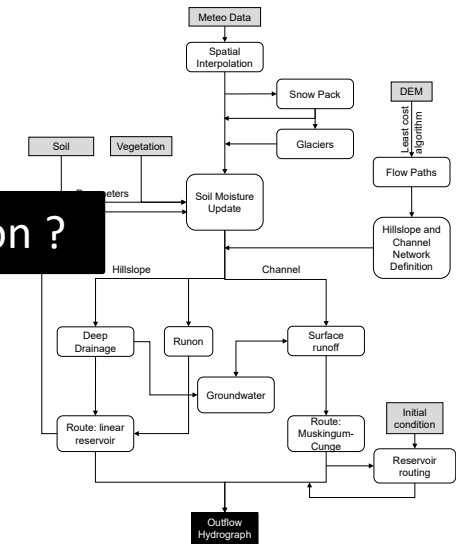 Meteo Data
Spatial
Interpolation
Snow Pack
DEM
Least cost
algorithm
Soil
Vegetation
Glaciers
Flow Paths
Soil Moisture
Update
on ?
Hillslope and
Channel
Network
Definition
Hillslope
Channel
Deep
Drainage
Runon
Surface
runoff
Groundwater
Initial
condition
Route: linear
reservoir
Route:
Muskingum-
Cunge
Reservoir
routing
Outflow
Hydrograph